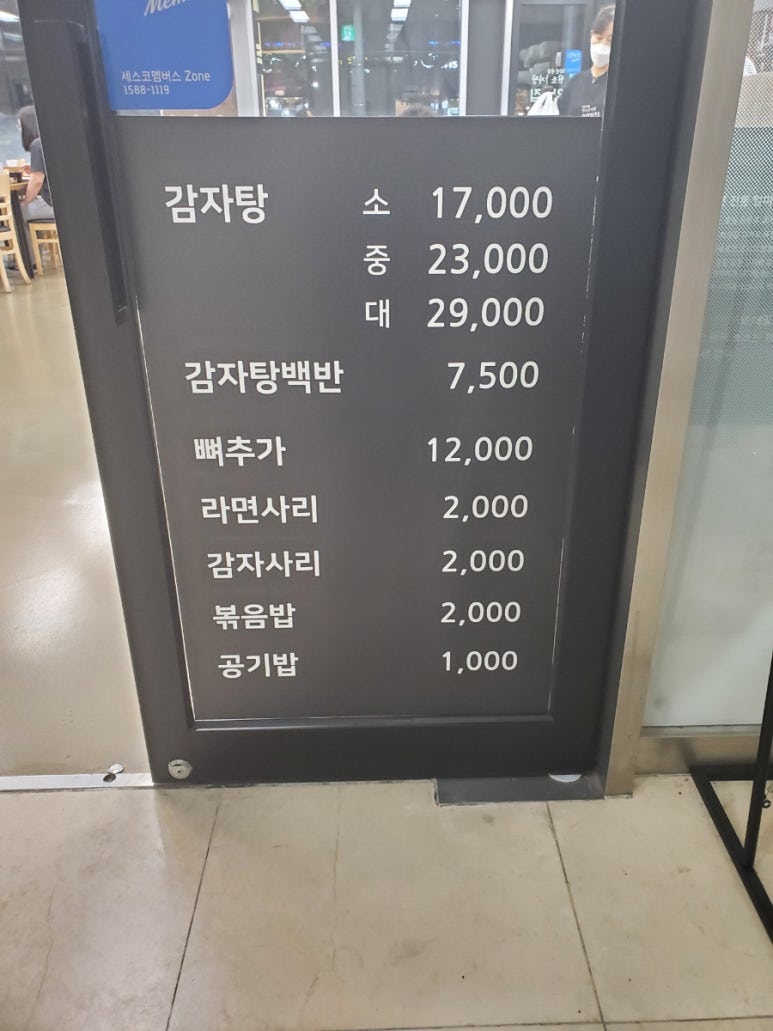 세스코멤버스 Zone
1588-1119
감자탕 소 17,000
중 23,000
대 29,000
감자탕백반 7,500
뼈추가 12,000
라면사리 2,000
감자사리 2,000
볶음밥 2,000
공기밥 1,000